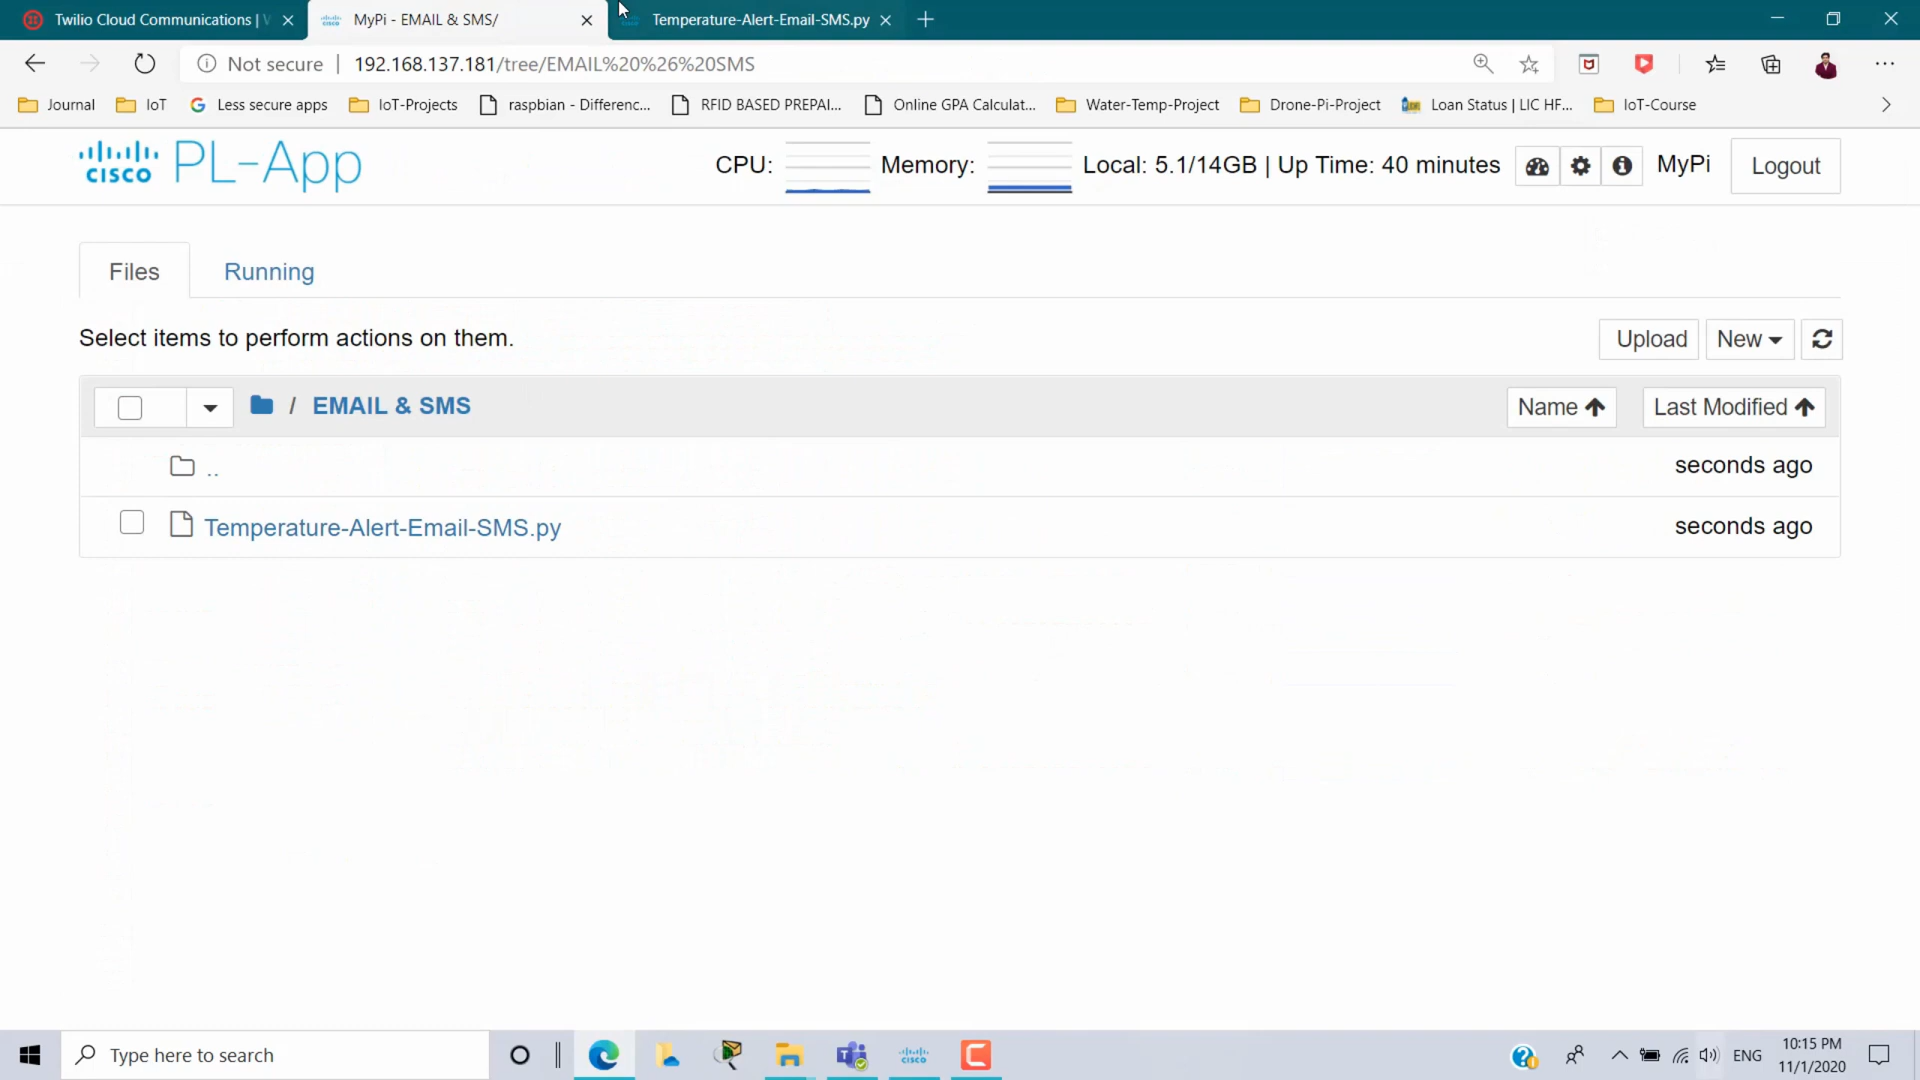 Twilio Cloud Communications |
MyPi - EMAIL & SMS/
Temperature-Alert-Email-SMS.py
Not secure | 192.168.137.181/tree/EMAIL%20%26%20SMS
Journal IoT Less secure apps IoT-Projects raspbian - Differenc... RFID BASED PREPAI... Online GPA Calculat... Water-Temp-Project Drone-Pi-Project Loan Status | LIC HF... IoT-Course
cisco PL-App CPU: Memory: Local: 5.1/14GB | Up Time: 40 minutes MyPi Logout
Files Running
Select items to perform actions on them. Upload New
/ EMAIL & SMS Name Last Modified
.. seconds ago
Temperature-Alert-Email-SMS.py seconds ago
Type here to search cisco ENG 10:15 PM
11/1/2020